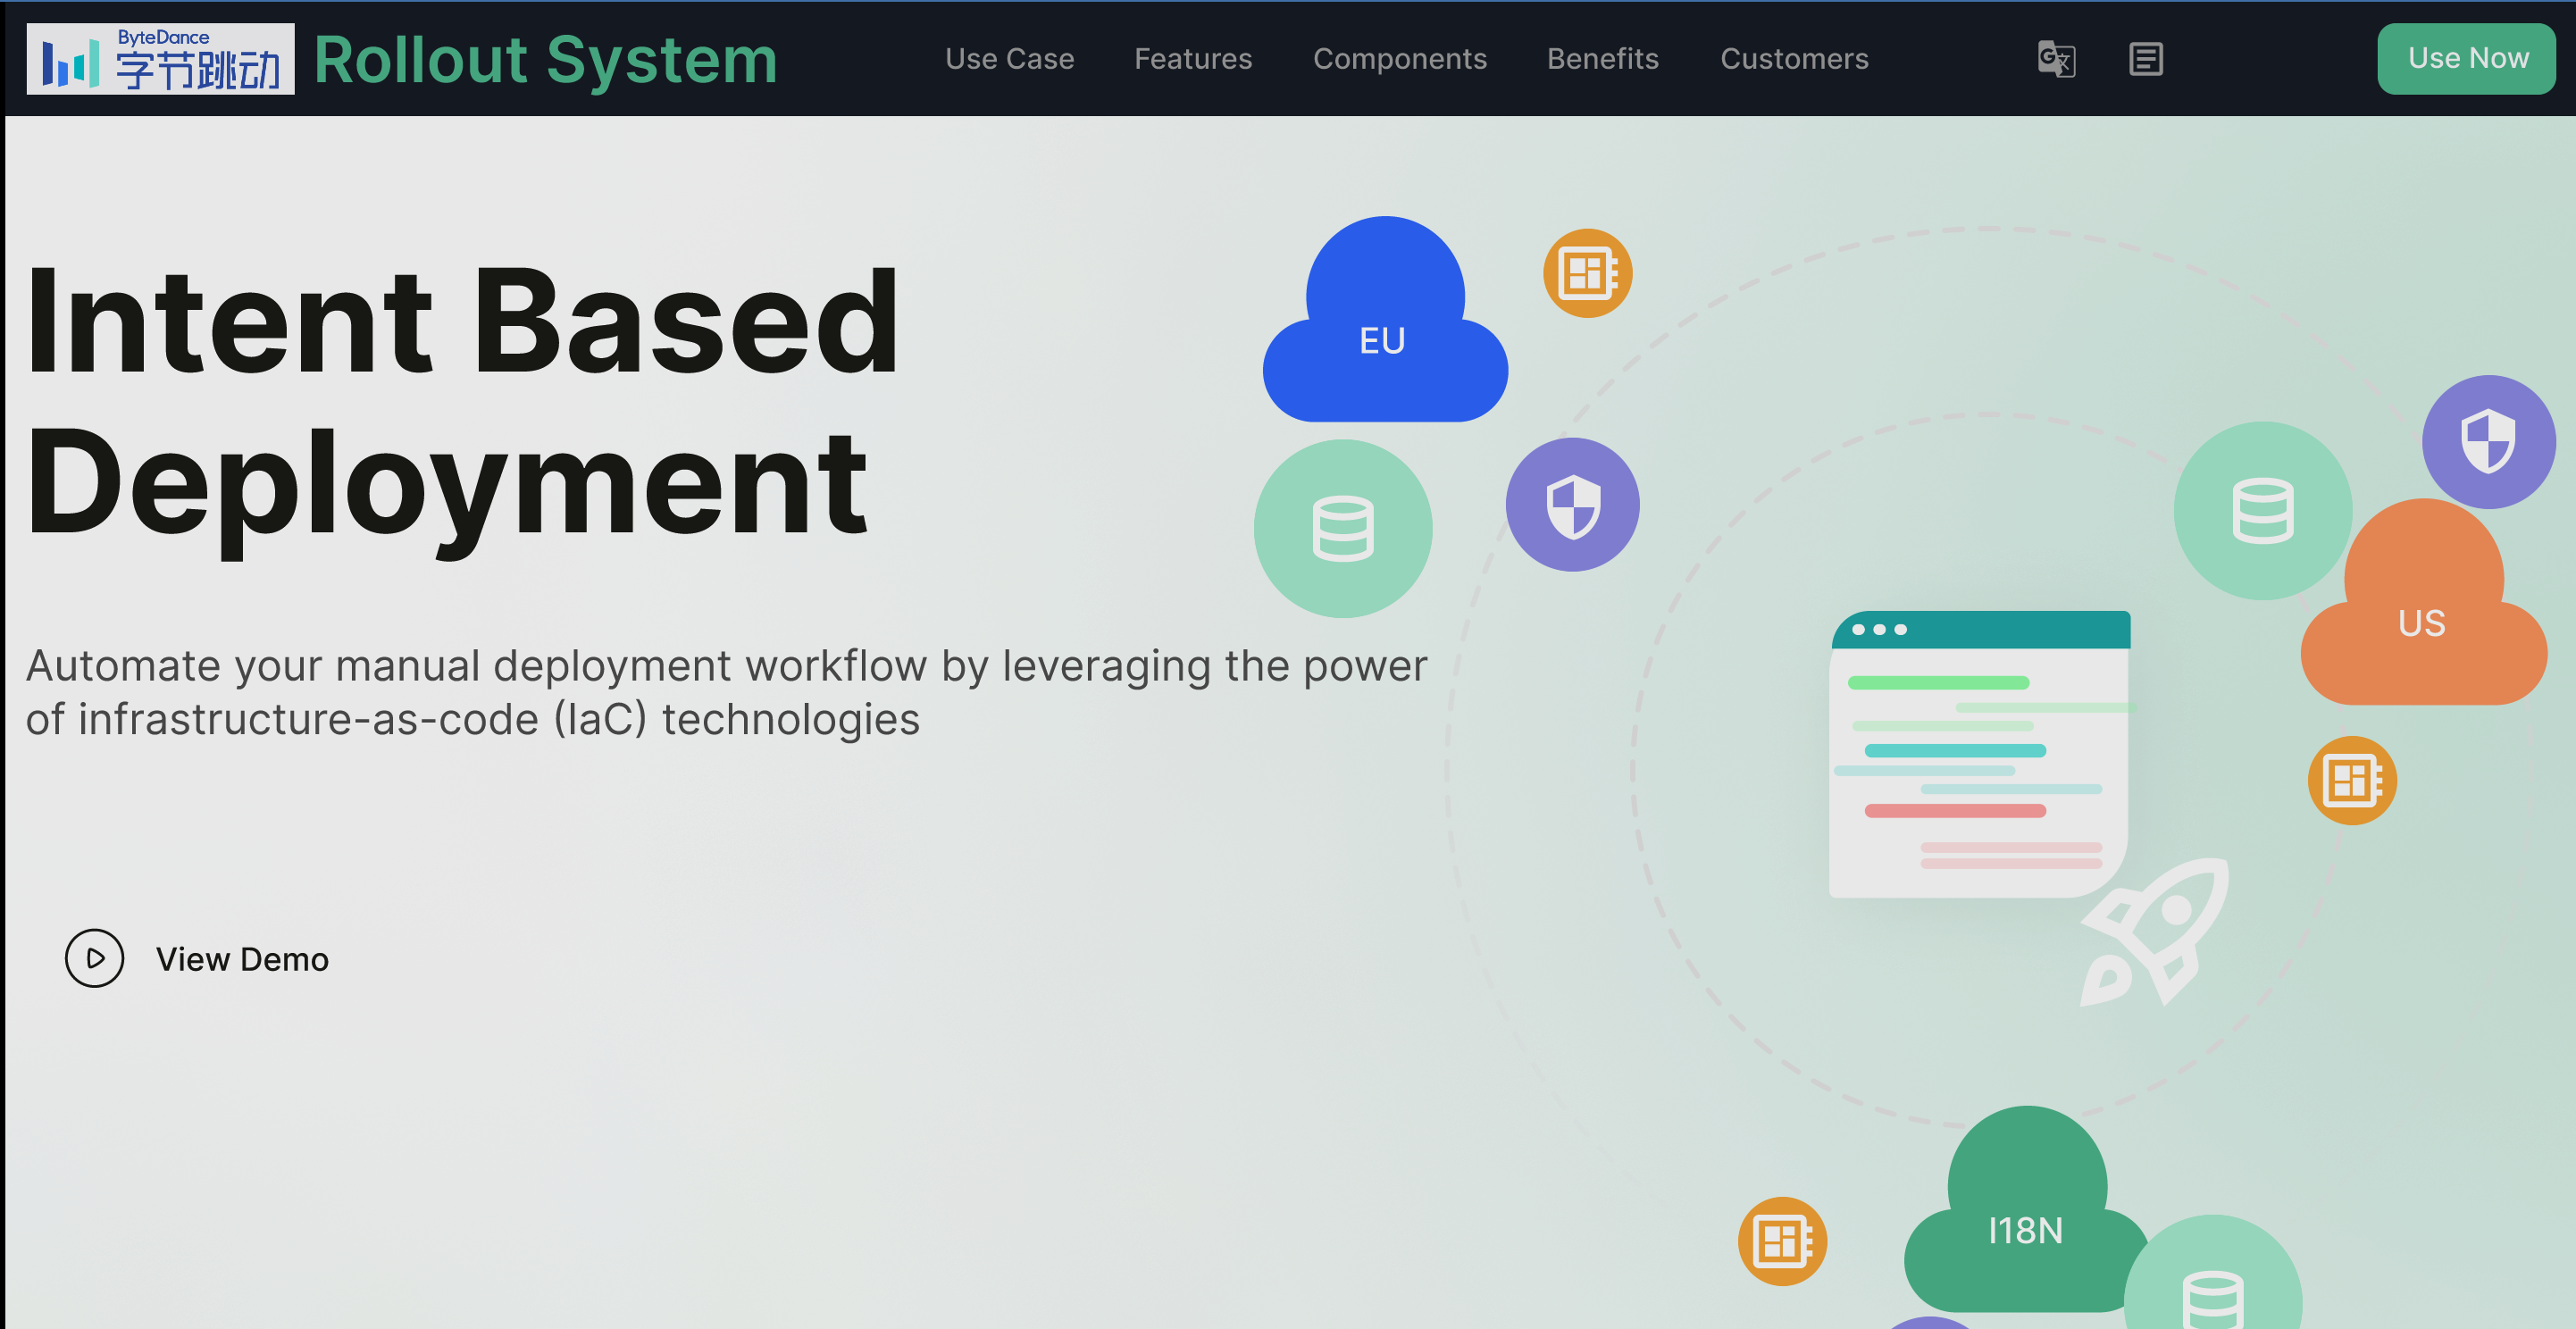 ByteDance
字节跳动
Rollout System
Use Case
Features
Components
Benefits
Customers
G文
Use Now
Intent Based
Deployment
EU
US
Automate your manual deployment workflow by leveraging the power
of infrastructure-as-code (IaC) technologies
View Demo
I18N